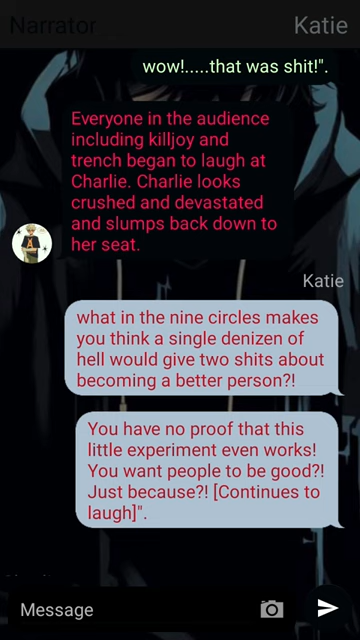 Narrator
Katie
wow!.....that was shit!".
Everyone in the audience
including killjoy and
trench began to laugh at
Charlie. Charlie looks
crushed and devastated
and slumps back down to
her seat.
Katie
what in the nine circles makes
you think a single denizen of
hell would give two shits about
becoming a better person?!
You have no proof that this
little experiment even works!
You want people to be good?!
Just because?! [Continues to
laugh]".
Message